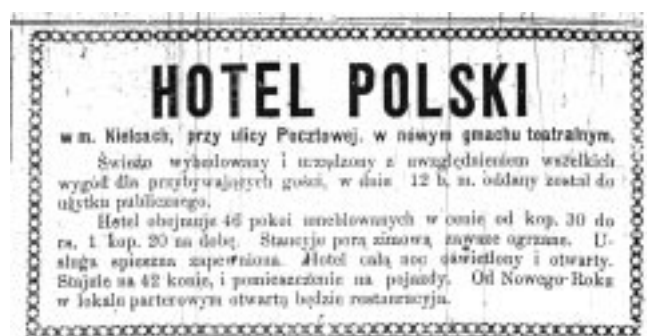 HOTEL POLSKI
w m. Kielcach, przy ulicy Pocztowej, w nowym gmachu teatralnym,
Świeżo wybudowany i urządzony z uwzględnieniem wszelkich
wygód dla przybywających gości, w dniu 12 b. m. oddany został do
użytku publicznego.
Hotel obejmuje 46 pokoi umeblowanych w cenie od kop. 30 do
rs. 1 kop. 20 na dobę. Stancyje porą zimową zawsze ogrzane. U-
sługa spieszna zapewniona. Hotel całą noc oświetlony i otwarty.
Stajnie na 42 konie, i pomieszczenie na pojazdy. Od Nowego-Roku
w lokalu parterowym otwartą będzie restauracyja.